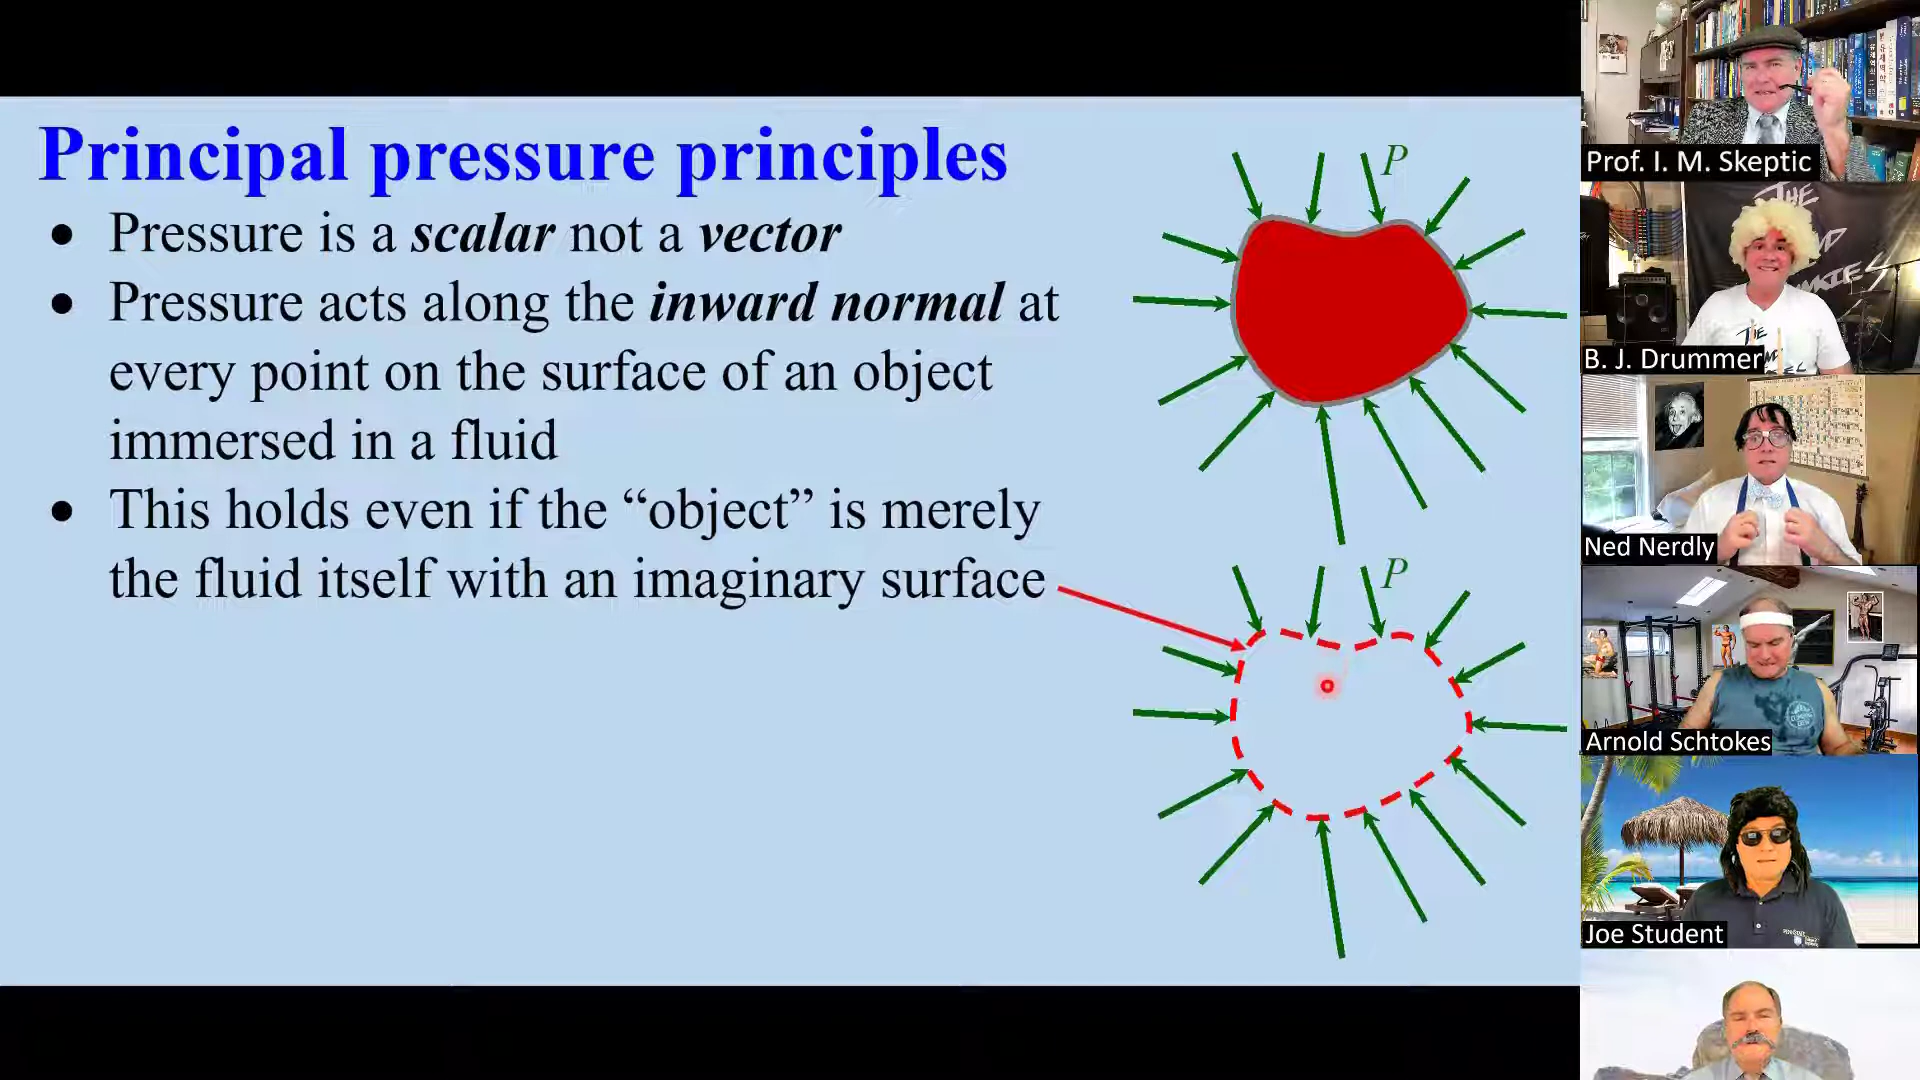 Principal pressure principles
• Pressure is a scalar not a vector
• Pressure acts along the inward normal at
every point on the surface of an object
immersed in a fluid
• This holds even if the “object” is merely
the fluid itself with an imaginary surface
P
P
Prof. I. M. Skeptic
THE
B. J. Drummer
THE
Ned Nerdly
Arnold Schtokes
Joe Student